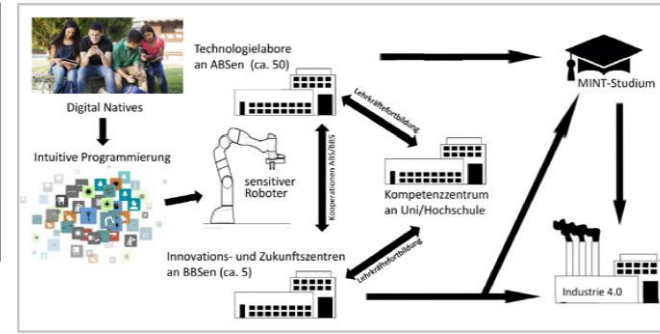 Digital Natives
Intuitive Programmierung
Technologielabore
an ABSen (ca. 50)
sensitiver
Roboter
Kooperationen ABS/BBS
Innovations- und Zukunftszentren
an BBSen (ca. 5)
Lehrkräftefortbildung
Kompetenzzentrum
an Uni/Hochschule
Lehrkräftefortbildung
MINT-Studium
Industrie 4.0